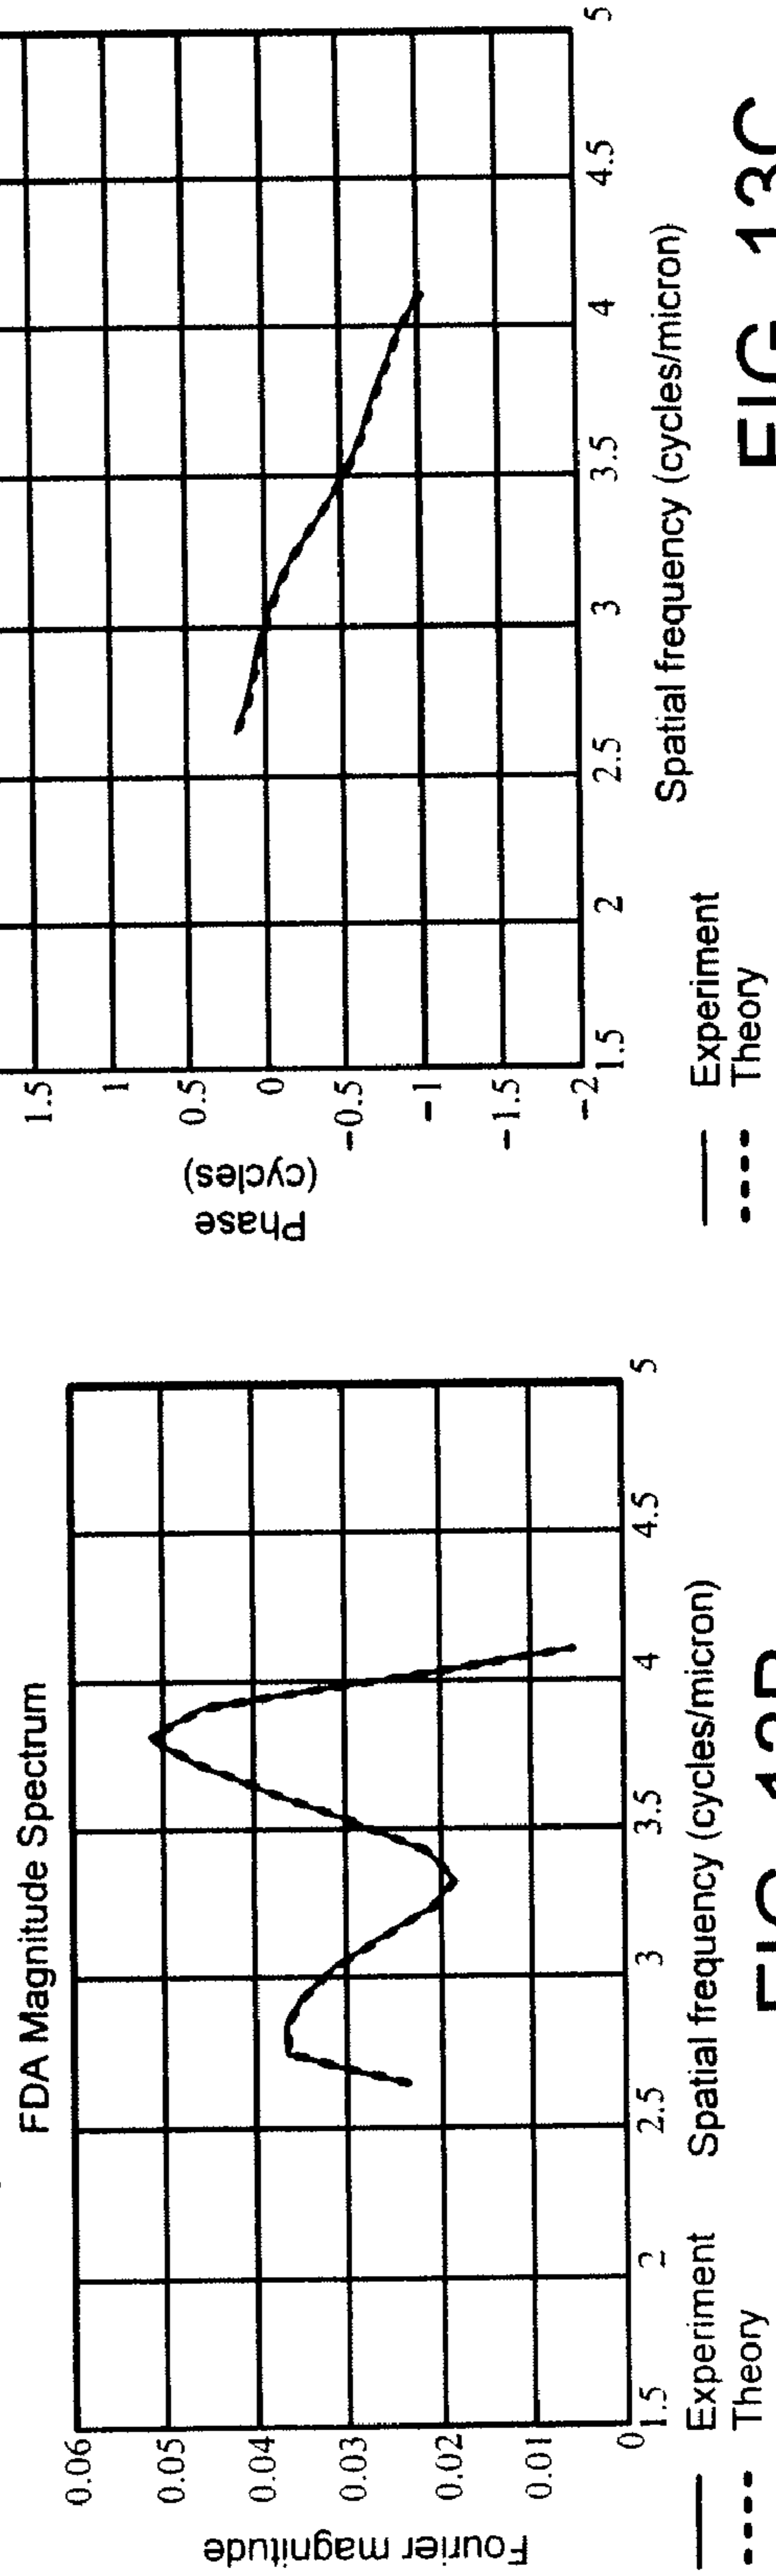 FDA Magnitude Spectrum
Fourier magnitude
0.06
0.05
0.04
0.03
0.02
0.01
0
1.5
2
2.5
3
3.5
4
4.5
5
Spatial frequency (cycles/micron)
Experiment
Theory
Phase
(cycles)
1.5
1
0.5
0
−0.5
−1
−1.5
−2
1.5
2
2.5
3
3.5
4
4.5
5
Spatial frequency (cycles/micron)
Experiment
Theory
FIG 13C